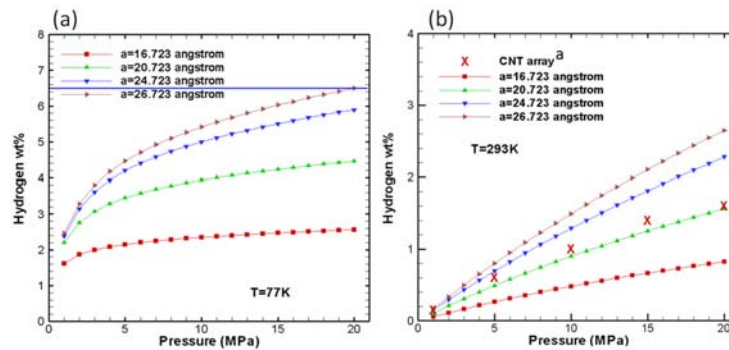 (a)
a=16.723 angstrom
a=20.723 angstrom
a=24.723 angstrom
a=26.723 angstrom
T=77K
Hydrogen wt%
8
7
6
5
4
3
2
1
0
0 5 10 15 20
Pressure (MPa)
(b)
CNT array a
a=16.723 angstrom
a=20.723 angstrom
a=24.723 angstrom
a=26.723 angstrom
T=293K
Hydrogen wt%
4
3
2
1
0
0 5 10 15 20
Pressure (MPa)